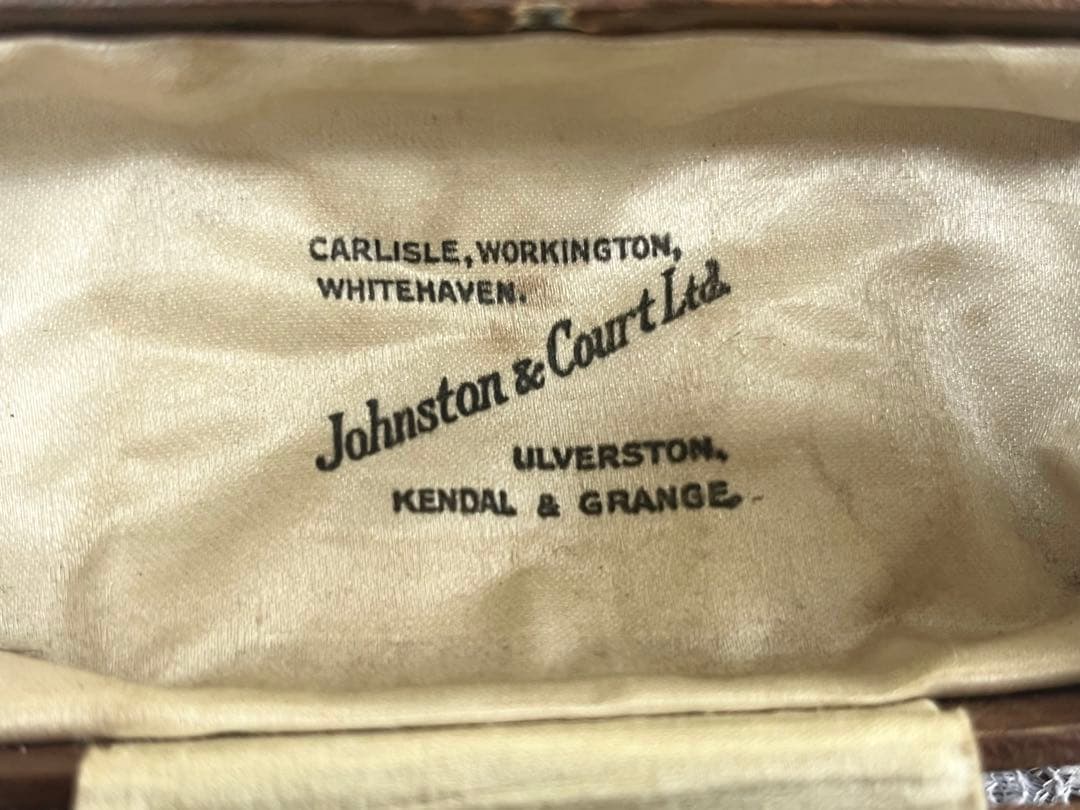 CARLISLE, WORKINGTON,
WHITEHAVEN.
Johnston & Court Ltd.
ULVERSTON.
KENDAL & GRANGE.